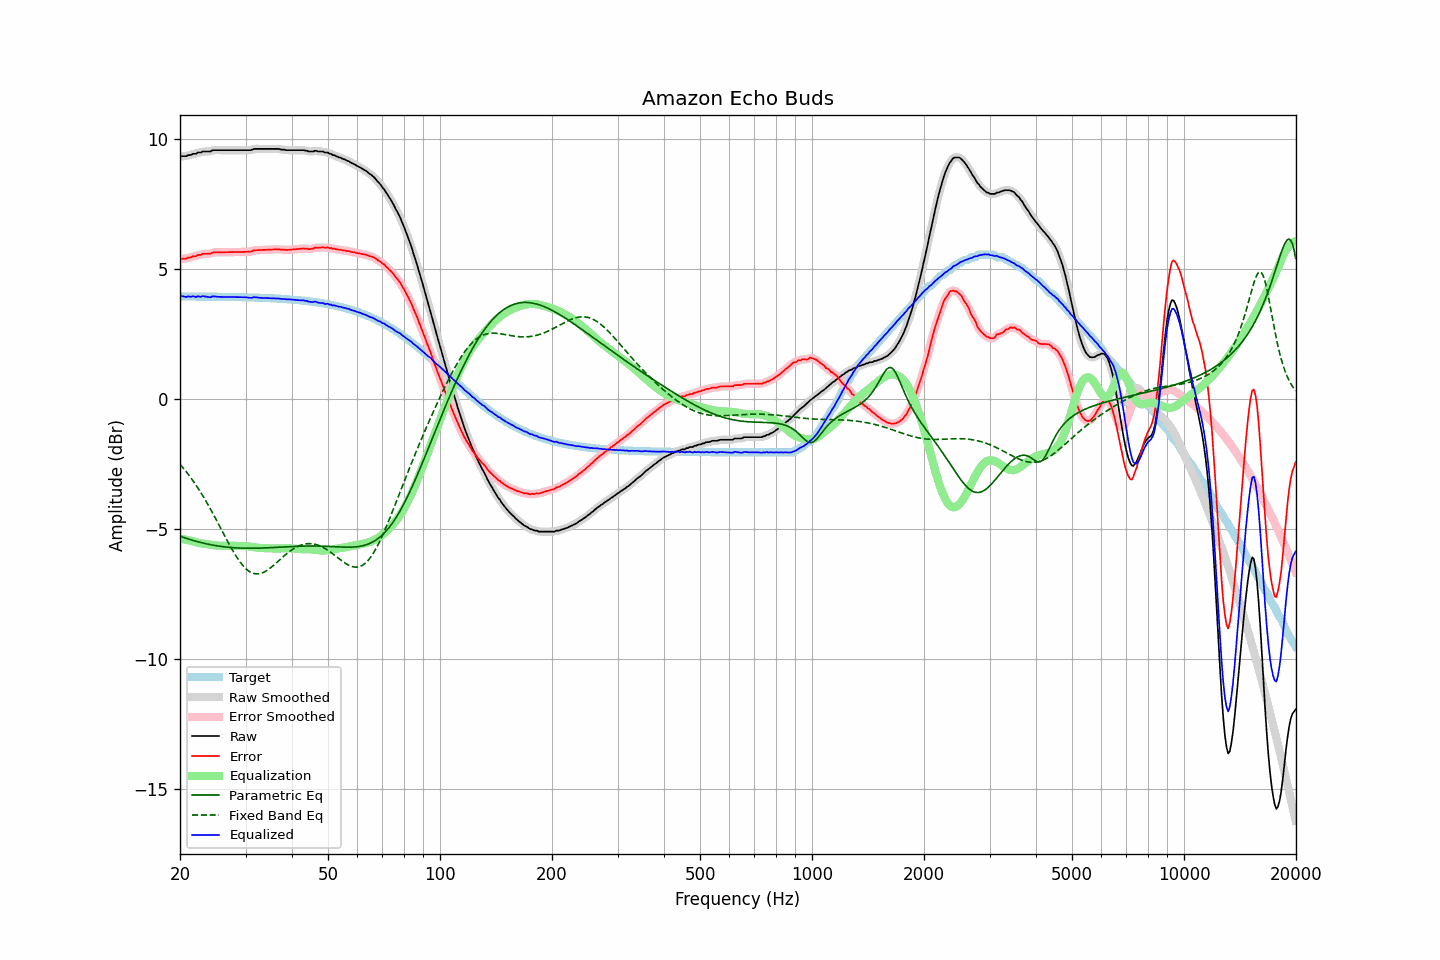 Amazon Echo Buds
Amplitude (dBr)
10
5
0
−5
−10
−15
Target
Raw Smoothed
Error Smoothed
Raw
Error
Equalization
Parametric Eq
Fixed Band Eq
Equalized
20 50 100 200 500 1000 2000 5000 10000 20000
Frequency (Hz)